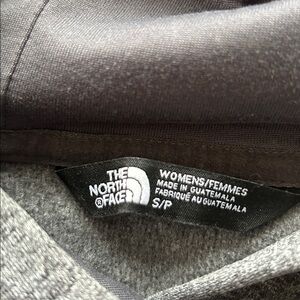 THE
NORTH
FACE
WOMENS/FEMMES
MADE IN GUATEMALA
FABRIQUÉ AU GUATEMALA
S/P